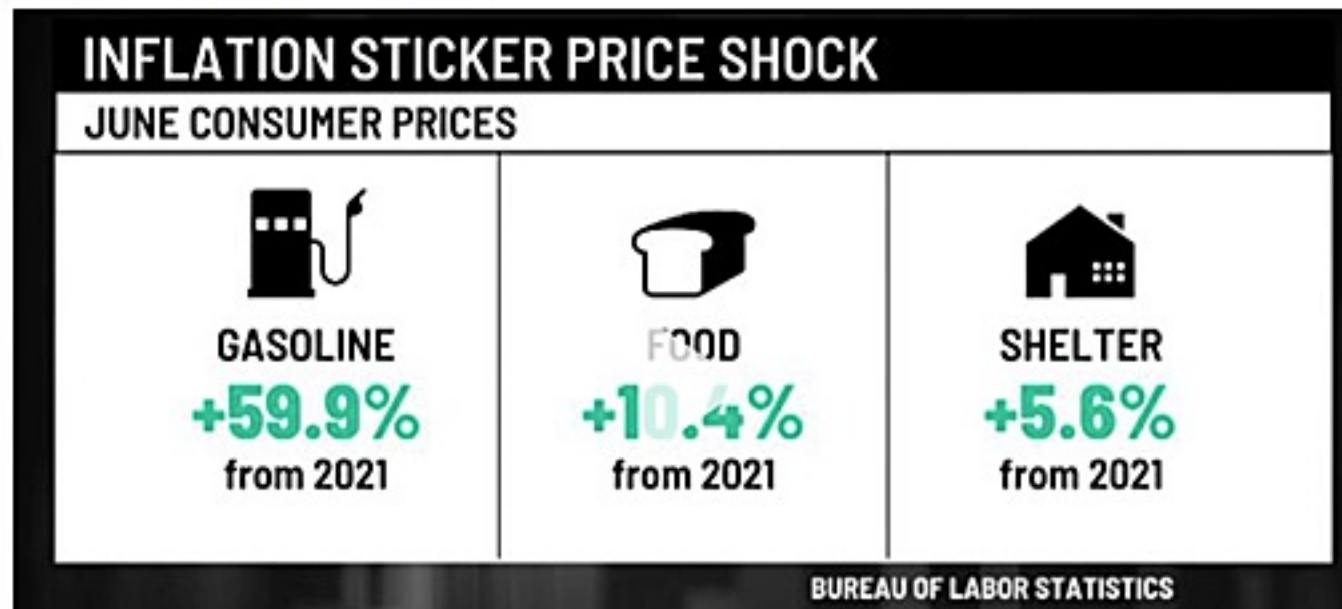 INFLATION STICKER PRICE SHOCK
JUNE CONSUMER PRICES
GASOLINE
+59.9%
from 2021
FOOD
+10.4%
from 2021
SHELTER
+5.6%
from 2021
BUREAU OF LABOR STATISTICS